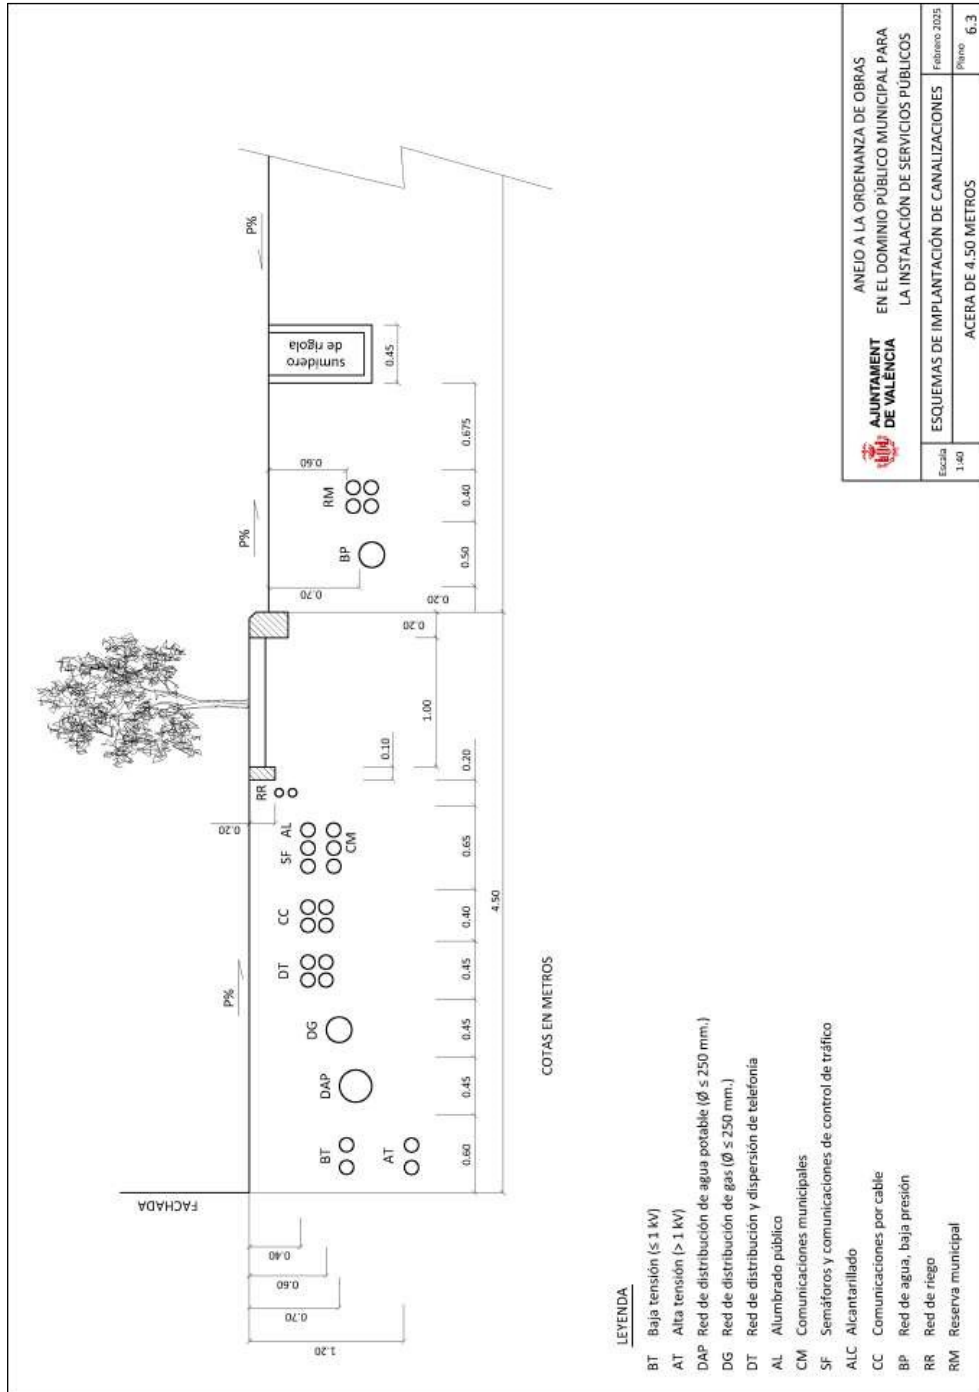 FACHADA
P%
P%
P%
sumidero
de rigola
0.40
0.60
0.70
1.20
BT
AT
DAP
DG
DT
CC
SF
AL
CM
RR
0.20
BP
RM
0.70
0.60
0.45
0.10
1.00
0.20
0.20
0.60
0.45
0.45
0.45
0.40
0.65
0.20
0.50
0.40
0.675
4.50
COTAS EN METROS
LEYENDA
BT Baja tensión (≤ 1 kV)
AT Alta tensión (> 1 kV)
DAP Red de distribución de agua potable (Ø ≤ 250 mm.)
DG Red de distribución de gas (Ø ≤ 250 mm.)
DT Red de distribución y dispersión de telefonía
AL Alumbrado público
CM Comunicaciones municipales
SF Semáforos y comunicaciones de control de tráfico
ALC Alcantarillado
CC Comunicaciones por cable
BP Red de agua, baja presión
RR Red de riego
RM Reserva municipal
AJUNTAMENT
DE VALÈNCIA
ANEJO A LA ORDENANZA DE OBRAS
EN EL DOMINIO PÚBLICO MUNICIPAL PARA
LA INSTALACIÓN DE SERVICIOS PÚBLICOS
Escala
1:40
ESQUEMAS DE IMPLANTACIÓN DE CANALIZACIONES
Febrero 2025
ACERA DE 4.50 METROS
Plano 6.3